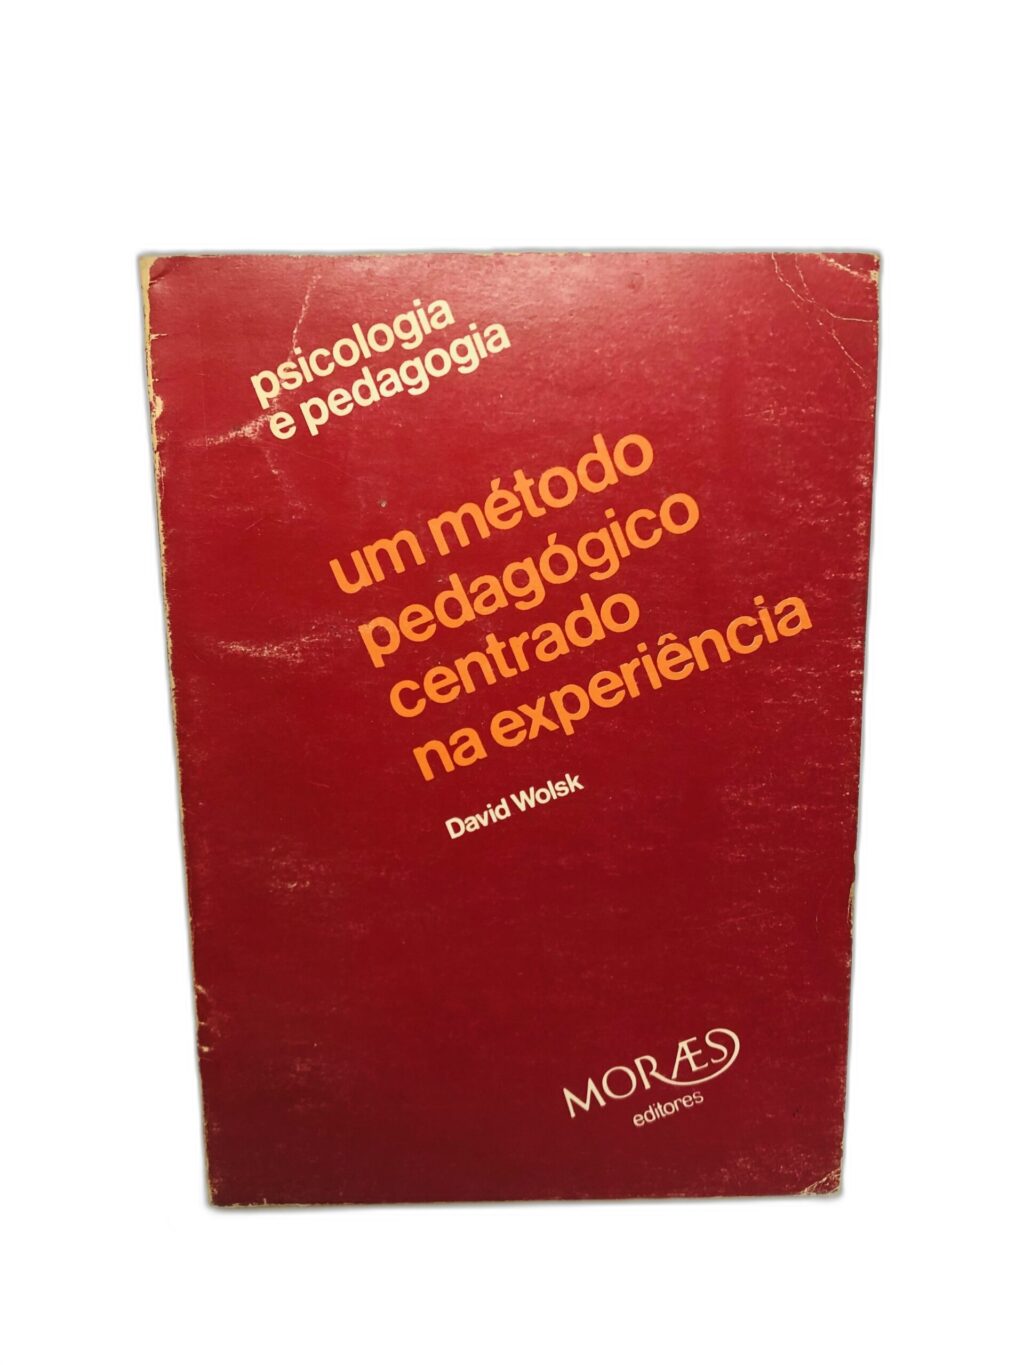 psicologia
e pedagogia
um método
pedagógico
centrado
na experiência
David Wolsk
MORÆS
editores